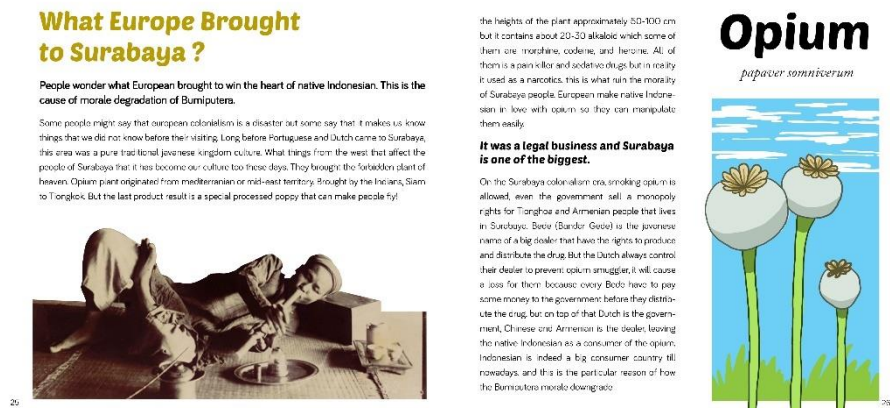 What Europe Brought
to Surabaya ?
People wonder what European brought to win the heart of native Indonesian. This is the
cause of morale degradation of Bumiputera.
Some people might say that european colonialism is a disaster but some say that it makes us know
things that we did not know before their visiting. Long before Portuguese and Dutch came to Surabaya,
this area was a pure traditional javanese kingdom culture. What things from the west that affect the
people of Surabaya that it has become our culture too these days. They brought the forbidden plant of
heaven. Opium plant originated from mediterranian or mid-east territory. Brought by the Indians, Siam
to Tiongkok. But the last product result is a special processed poppy that can make people fly!
25
the heights of the plant approximately 50-100 cm
but it contains about 20-30 alkaloid which some of
them are morphine, codeine, and heroine. All of
them is a pain killer and sedative drugs but in reality
it used as a narcotics. this is what ruin the morality
of Surabaya people. European make native Indone-
sian in love with opium so they can manipulate
them easily.
It was a legal business and Surabaya
is one of the biggest.
On the Surabaya colonialism era, smoking opium is
allowed, even the government sell a monopoly
rights for Tionghoa and Armenian people that lives
in Surabaya. Bede (Bandar Gede) is the javanese
name of a big dealer that have the rights to produce
and distribute the drug. But the Dutch always control
their dealer to prevent opium smuggler, it will cause
a loss for them because every Bede have to pay
some money to the government before they distrib-
ute the drug. but on top of that Dutch is the govern-
ment, Chinese and Armenian is the dealer, leaving
the native Indonesian as a consumer of the opium.
Indonesian is indeed a big consumer country till
nowadays. and this is the particular reason of how
the Bumiputera morale downgrade
Opium
papaver somniverum
26